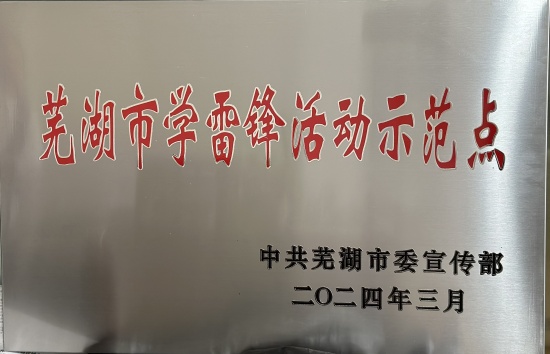 芜湖市学雷锋活动示范点
中共芜湖市委宣传部
二〇二四年三月